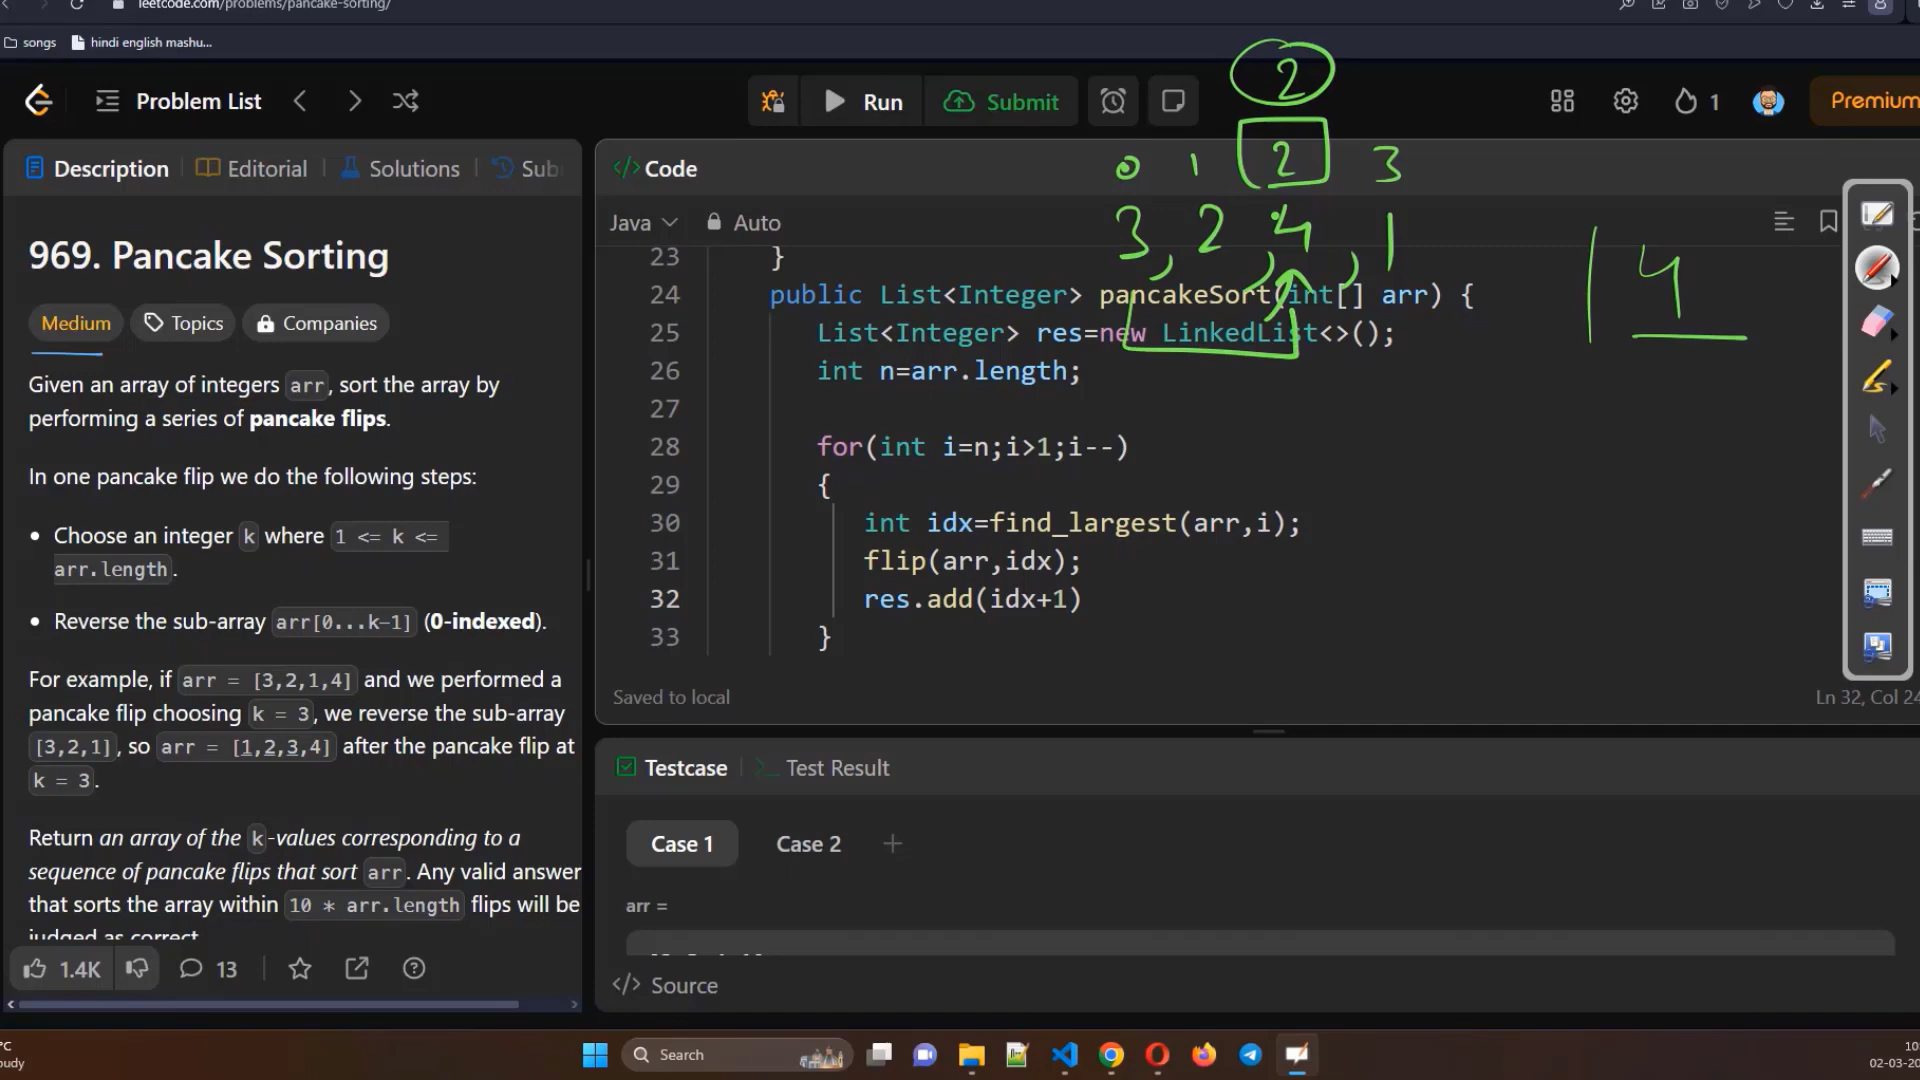 leetcode.com/problems/pancake-sorting/
songs hindi english mashu...
2
Problem List Run Submit 1 Premium
Description Editorial Solutions Sub
Code
0 1 2 3
Java Auto
3, 2, 4, 1
4
969. Pancake Sorting
Medium Topics Companies
Given an array of integers arr, sort the array by
performing a series of pancake flips.
In one pancake flip we do the following steps:
• Choose an integer k where 1 <= k <=
arr.length.
• Reverse the sub-array arr[0...k-1] (0-indexed).
For example, if arr = [3,2,1,4] and we performed a
pancake flip choosing k = 3, we reverse the sub-array
[3,2,1], so arr = [1,2,3,4] after the pancake flip at
k = 3.
Return an array of the k-values corresponding to a
sequence of pancake flips that sort arr. Any valid answer
that sorts the array within 10 * arr.length flips will be
judged as correct.
1.4K 13
23 }
24 public List<Integer> pancakeSort(int[] arr) {
25 List<Integer> res=new LinkedList<>();
26 int n=arr.length;
27
28 for(int i=n;i>1;i--)
29 {
30 int idx=find_largest(arr,i);
31 flip(arr,idx);
32 res.add(idx+1)
33 }
Saved to local Ln 32, Col 24
Testcase Test Result
Case 1 Case 2 +
arr =
Source
Search
02-03-20